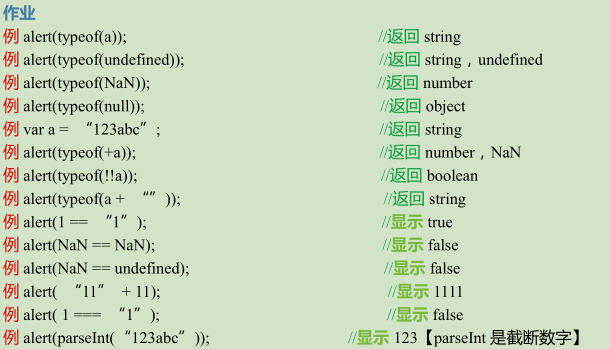 作业
例 alert(typeof(a)); //返回 string
例 alert(typeof(undefined)); //返回 string，undefined
例 alert(typeof(NaN)); //返回 number
例 alert(typeof(null)); //返回 object
例 var a = “123abc”; //返回 string
例 alert(typeof(+a)); //返回 number，NaN
例 alert(typeof(!!a)); //返回 boolean
例 alert(typeof(a + “”)); //返回 string
例 alert(1 == “1”); //显示 true
例 alert(NaN == NaN); //显示 false
例 alert(NaN == undefined); //显示 false
例 alert( “11” + 11); //显示 1111
例 alert( 1 === “1”); //显示 false
例 alert(parseInt(“123abc”)); //显示 123【parseInt 是截断数字】